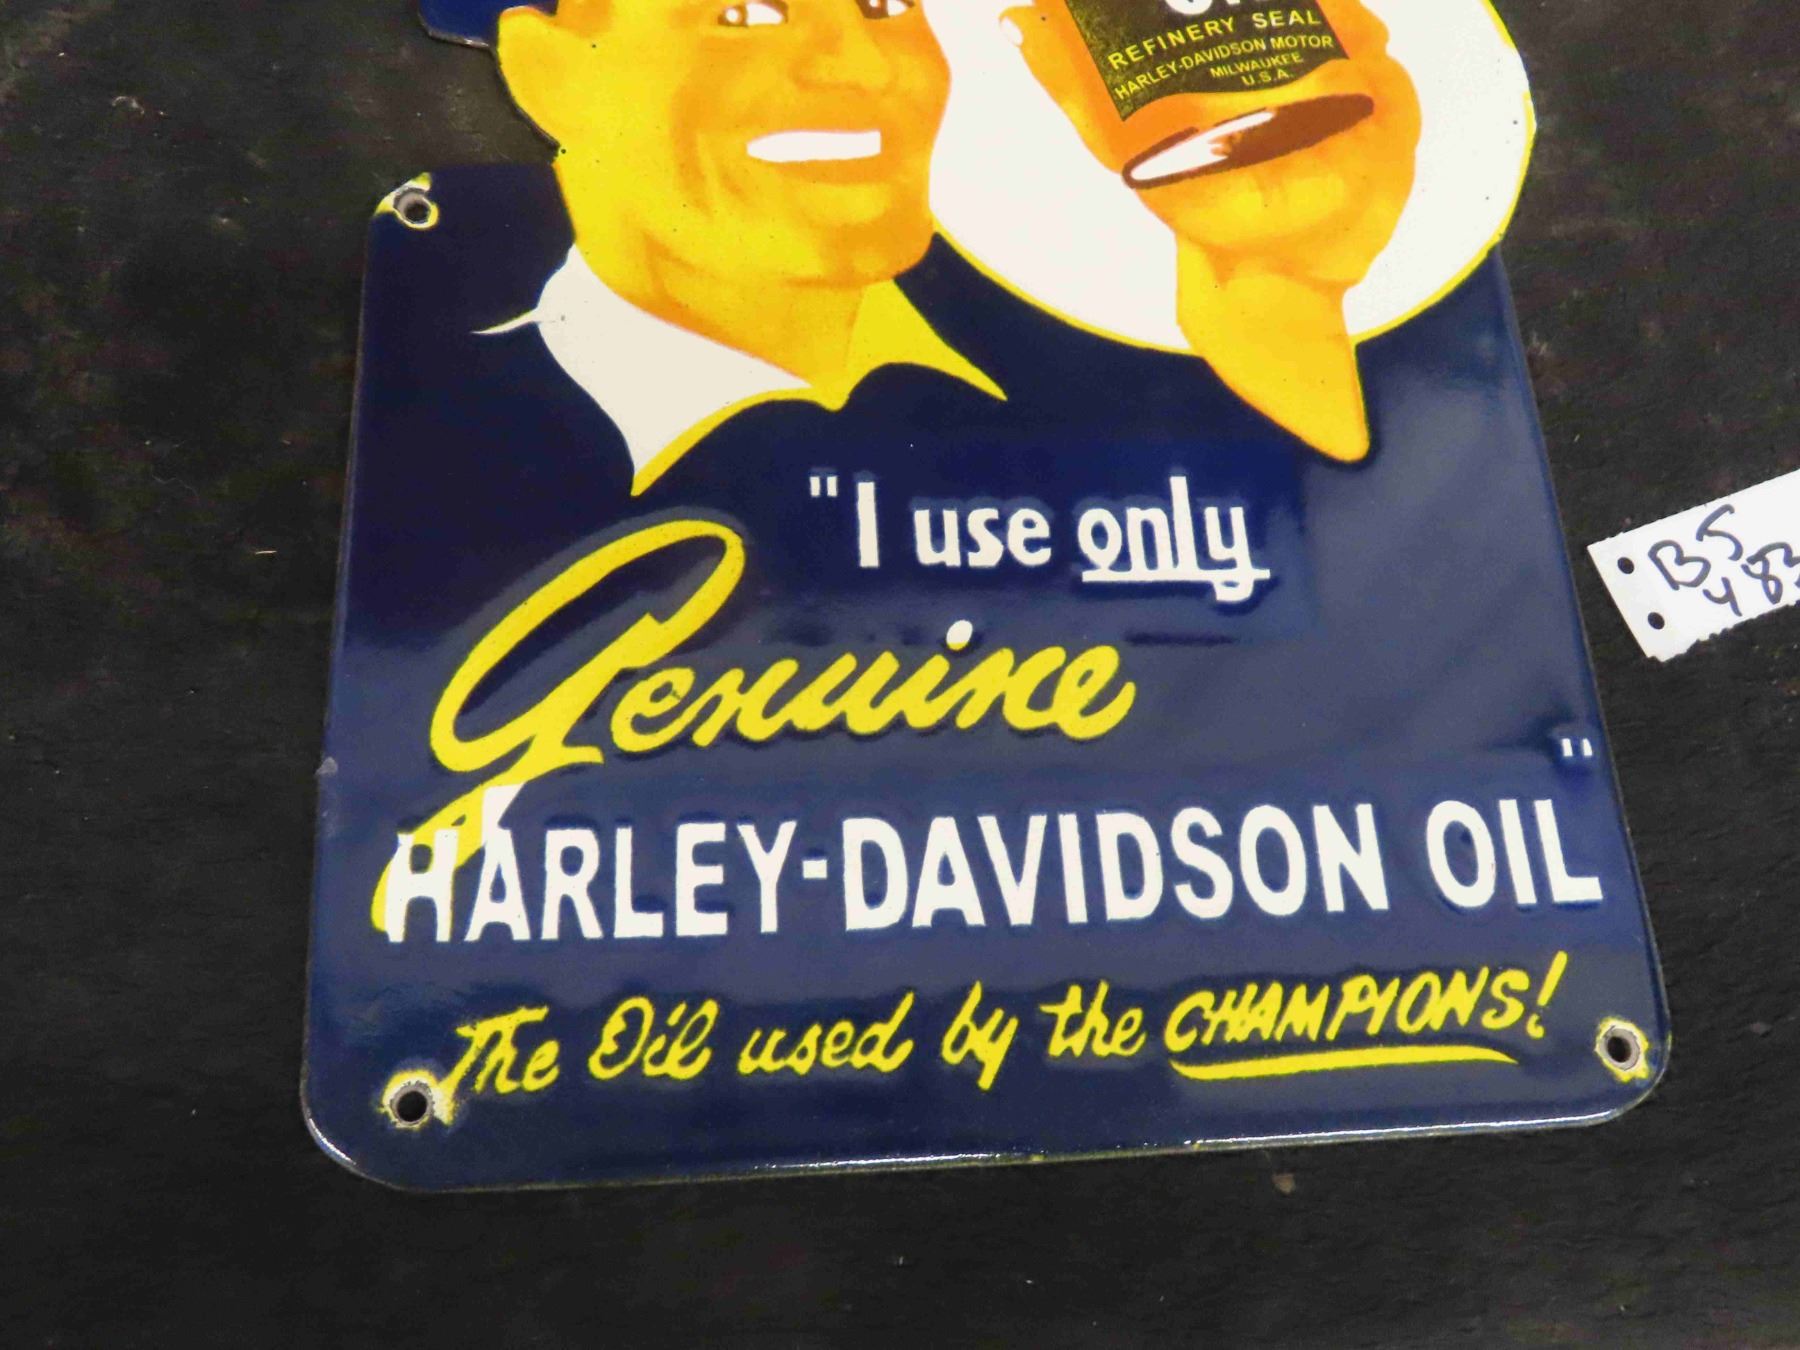 REFINERY SEAL
HARLEY-DAVIDSON MOTOR
MILWAUKEE
U.S.A.
"I use only
Genuine
HARLEY-DAVIDSON OIL"
The Oil used by the CHAMPIONS!
B5
483